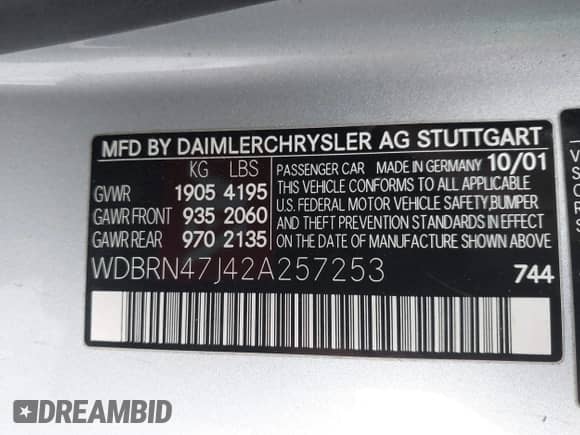 MFD BY DAIMLERCHRYSLER AG STUTTGART
KG LBS
GVWR 1905 4195
GAWR FRONT 935 2060
GAWR REAR 970 2135
PASSENGER CAR MADE IN GERMANY 10/01
THIS VEHICLE CONFORMS TO ALL APPLICABLE
U.S. FEDERAL MOTOR VEHICLE SAFETY,BUMPER
AND THEFT PREVENTION STANDARDS IN EFFECT
ON THE DATE OF MANUFACTURE SHOWN ABOVE.
WDBRN47J42A257253 744
DREAMBID